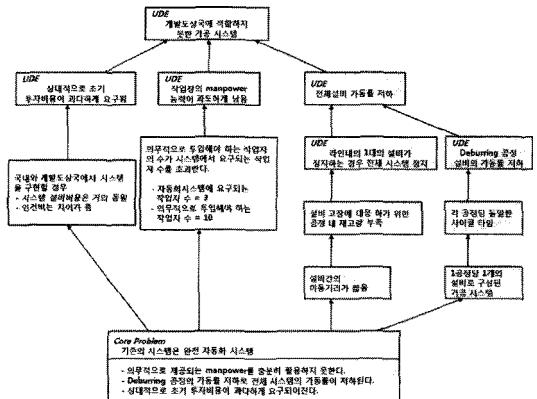 UDE
개발도상국에 적합하지
못한 가공 시스템
UDE
상대적으로 초기
투자비용이 과다하게 요구됨
UDE
작업장의 manpower
능력이 과도하게 남음
UDE
전체설비 가동률 저하
국내와 개발도상국에서 시스템
을 구현할 경우
- 시스템 설비비용은 거의 동일
- 인건비는 차이가 큼
의무적으로 투입해야 하는 작업자
의 수가 시스템에서 요구되는 작업
자 수를 초과한다.
- 자동화시스템에 요구되는
작업자 수 = 3
- 의무적으로 투입해야 하는
작업자 수 = 10
UDE
라인내의 1대의 설비가
정지하는 경우 전체 시스템 정지
UDE
Deburring 공정
설비의 가동률 저하
설비 고장에 대응 하기 위한
공정 내 재고량 부족
각 공정당 동일한
사이클 타임
설비간의
이동거리가 짧음
1공정당 1개의
설비로 구성된
가공 시스템
Core Problem
기존의 시스템은 완전 자동화 시스템
- 의무적으로 제공되는 manpower를 충분히 활용하지 못한다.
- Deburring 공정의 가동률 저하로 전체 시스템의 가동률이 저하된다.
- 상대적으로 초기 투자비용이 과다하게 요구되어진다.